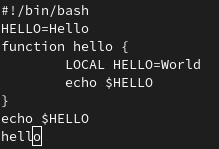 #!/bin/bash
HELLO=Hello
function hello {
        LOCAL HELLO=World
        echo $HELLO
}
echo $HELLO
hello